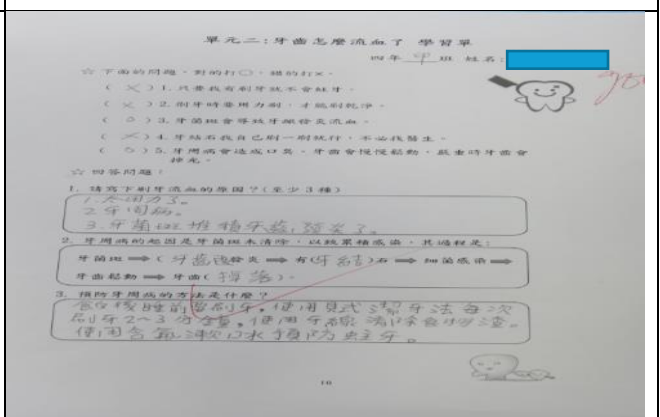 單元二:牙齒怎麼流血了 學習單
四年 甲 班 姓名:
☆ 下面的問題,對的打○,錯的打×。
( × )1.只要我有刷牙就不會蛀牙。
( × )2.刷牙時要用力刷,才能刷乾淨。
( ○ )3.牙菌斑會導致牙齦發炎流血。
( × )4.牙結石我自己刷一刷就行,不必找醫生。
( ○ )5.牙周病會造成口臭,牙齒會慢慢鬆動,嚴重時牙齒會
掉光。
☆ 回答問題:
1. 請寫下刷牙流血的原因?(至少3種)
1.太用力了。
2.牙周病。
3.牙菌斑堆積牙齦發炎了。
2. 牙周病的起因是牙菌斑未清除,以致累積感染,其過程是:
牙菌斑 ⇒ ( 牙齦 發炎 ⇒ 有(牙結)石 ⇒ 細菌感染 ⇒
牙齒鬆動 ⇒ 牙齒( 掉落 )。
3. 預防牙周病的方法是什麼?
飯後睡前刷牙,使用貝式潔牙法每次
刷牙2~3分鐘,使用牙線清除食物渣。
使用含氟漱口水預防蛀牙。
16